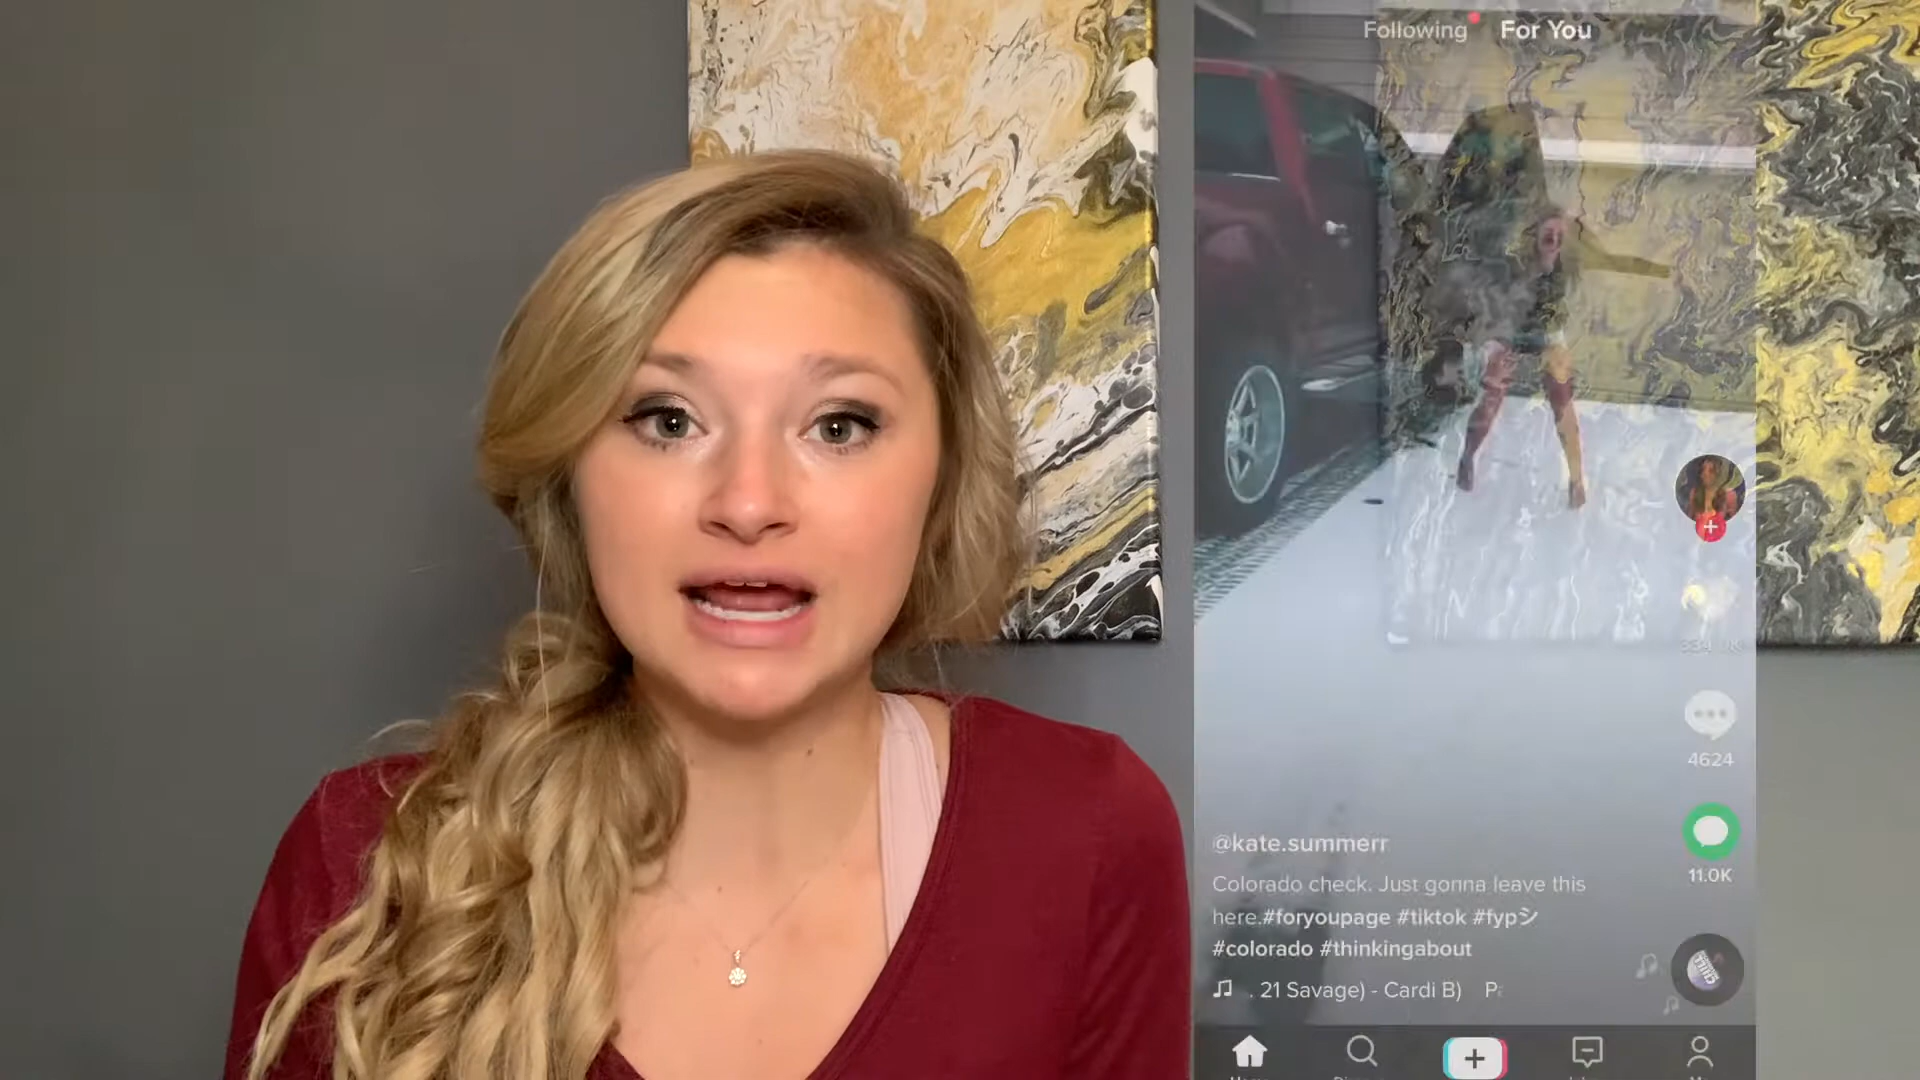 Following For You
4624
11.0K
@kate.summerr
Colorado check. Just gonna leave this
here.#foryoupage #tiktok #fypシ
#colorado #thinkingabout
. 21 Savage) - Cardi B)